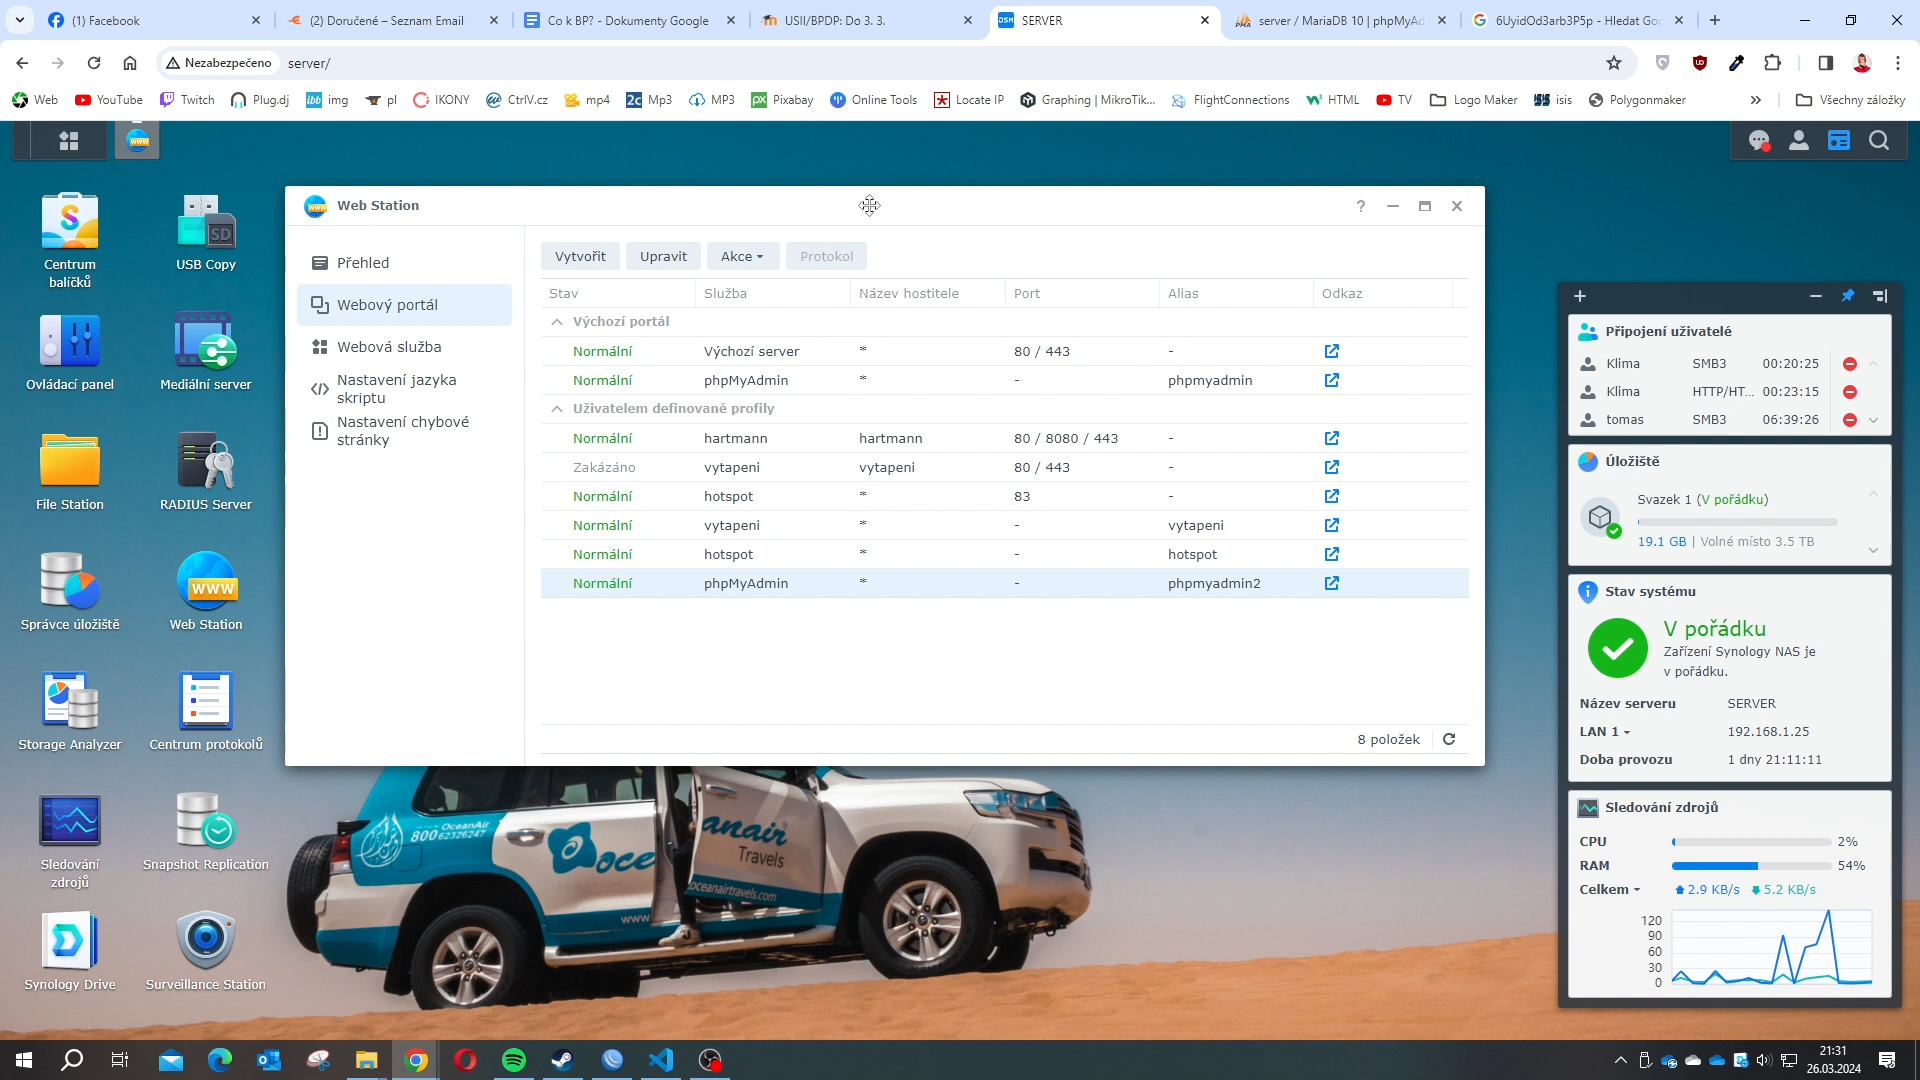 (1) Facebook
(2) Doručené – Seznam Email
Co k BP? - Dokumenty Google
USII/BPDP: Do 3. 3.
SERVER
server / MariaDB 10 | phpMyAd
6UyidOd3arb3P5p - Hledat Goo
Nezabezpečeno
server/
Web
YouTube
Twitch
Plug.dj
img
pl
IKONY
CtrlV.cz
mp4
Mp3
MP3
Pixabay
Online Tools
Locate IP
Graphing | MikroTik...
FlightConnections
HTML
TV
Logo Maker
isis
Polygonmaker
»
Všechny záložky
Centrum
balíčků
USB Copy
Ovládací panel
Mediální server
File Station
RADIUS Server
Správce úložiště
Web Station
Storage Analyzer
Centrum protokolů
Sledování
zdrojů
Snapshot Replication
Synology Drive
Surveillance Station
Web Station
?
Přehled
Webový portál
Webová služba
Nastavení jazyka
skriptu
Nastavení chybové
stránky
Vytvořit Upravit Akce Protokol
Stav Služba Název hostitele Port Alias Odkaz
Výchozí portál
Normální Výchozí server * 80 / 443 -
Normální phpMyAdmin * - phpmyadmin
Uživatelem definované profily
Normální hartmann hartmann 80 / 8080 / 443 -
Zakázáno vytapeni vytapeni 80 / 443 -
Normální hotspot * 83 -
Normální vytapeni * - vytapeni
Normální hotspot * - hotspot
Normální phpMyAdmin * - phpmyadmin2
8 položek
OceanAir
800 62326247
www
oce
anair
Travels
oceanairtravels.com
Připojení uživatelé
Klima SMB3 00:20:25
Klima HTTP/HT... 00:23:15
tomas SMB3 06:39:26
Úložiště
Svazek 1 (V pořádku)
19.1 GB | Volné místo 3.5 TB
Stav systému
V pořádku
Zařízení Synology NAS je
v pořádku.
Název serveru SERVER
LAN 1 192.168.1.25
Doba provozu 1 dny 21:11:11
Sledování zdrojů
CPU 2%
RAM 54%
Celkem 2.9 KB/s 5.2 KB/s
120
90
60
30
0
21:31
26.03.2024